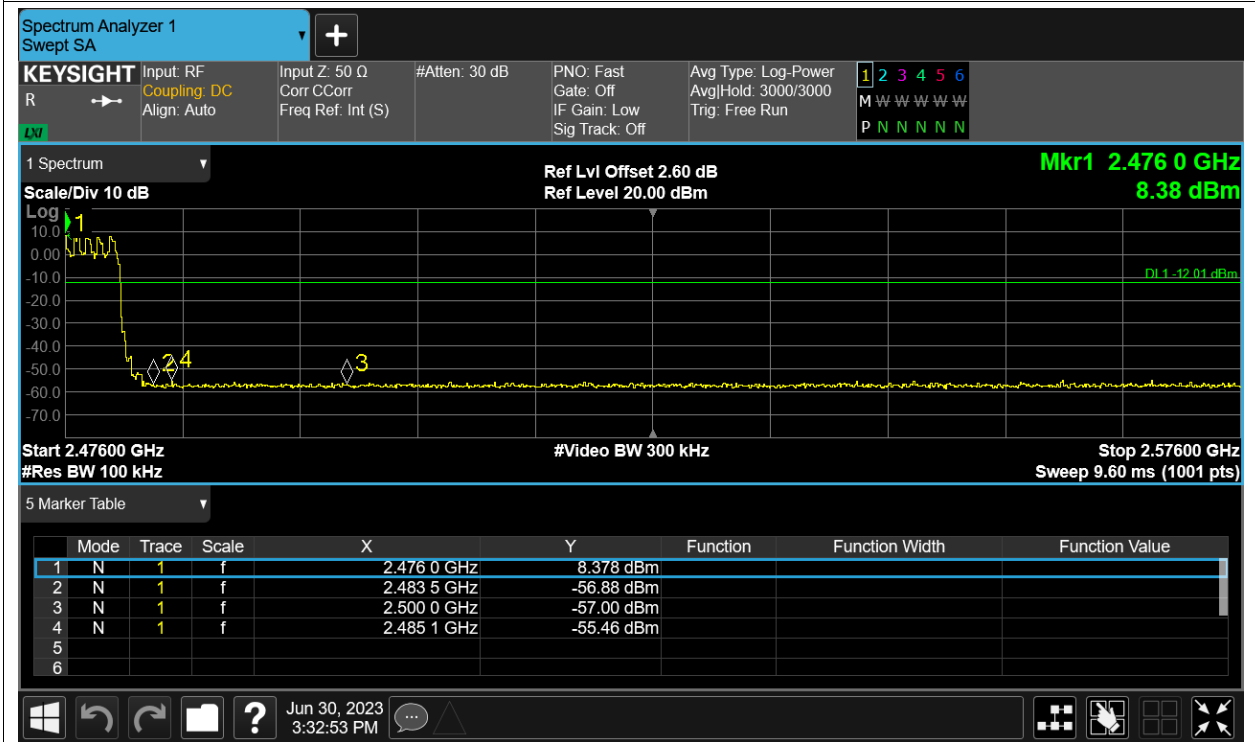 Spectrum Analyzer 1
Swept SA
+
KEYSIGHT Input: RF Input Z: 50 Ω #Atten: 30 dB PNO: Fast Avg Type: Log-Power 1 2 3 4 5 6
R Coupling: DC Corr CCorr Gate: Off Avg|Hold: 3000/3000 M W W W W W
Align: Auto Freq Ref: Int (S) IF Gain: Low Trig: Free Run
LXI Sig Track: Off P N N N N N
1 Spectrum Ref Lvl Offset 2.60 dB Mkr1 2.476 0 GHz
Scale/Div 10 dB Ref Level 20.00 dBm 8.38 dBm
Log
1
10.0
0.00
-10.0 DL1 -12.01 dBm
-20.0
-30.0
-40.0
2 4 3
-50.0
-60.0
-70.0
Start 2.47600 GHz #Video BW 300 kHz Stop 2.57600 GHz
#Res BW 100 kHz Sweep 9.60 ms (1001 pts)
5 Marker Table
Mode Trace Scale X Y Function Function Width Function Value
1 N 1 f 2.476 0 GHz 8.378 dBm
2 N 1 f 2.483 5 GHz -56.88 dBm
3 N 1 f 2.500 0 GHz -57.00 dBm
4 N 1 f 2.485 1 GHz -55.46 dBm
5
6
? Jun 30, 2023
3:32:53 PM